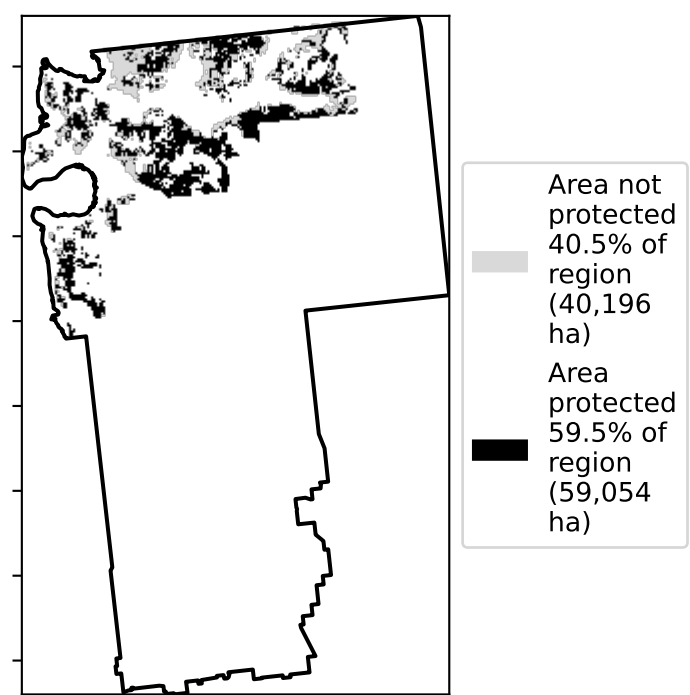 Area not
protected
40.5% of
region
(40,196
ha)
Area
protected
59.5% of
region
(59,054
ha)